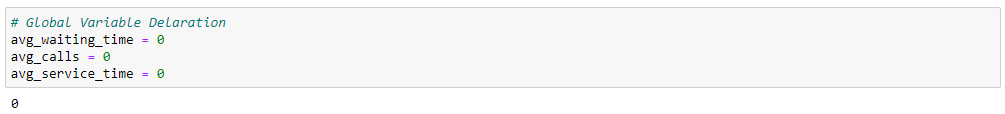 # Global Variable Delaration
avg_waiting_time = 0
avg_calls = 0
avg_service_time = 0
0